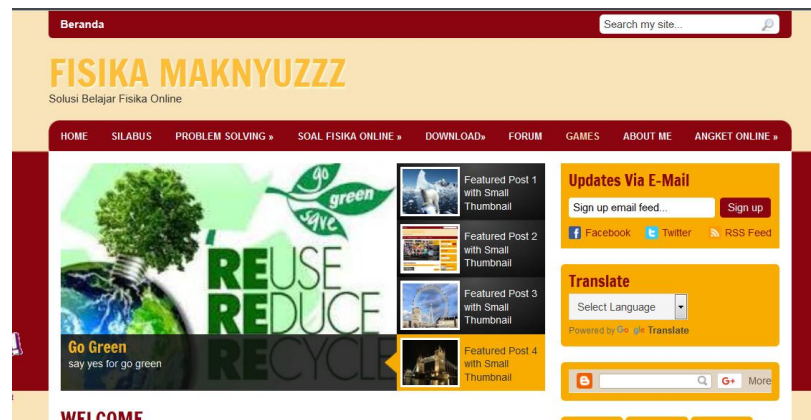 Beranda
Search my site...
FISIKA MAKNYUZZZ
Solusi Belajar Fisika Online
HOME SILABUS PROBLEM SOLVING » SOAL FISIKA ONLINE » DOWNLOAD» FORUM GAMES ABOUT ME ANGKET ONLINE »
go
green
save
REUSE
REDUCE
RECYCLE
Go Green
say yes for go green
Featured Post 1
with Small
Thumbnail
Featured Post 2
with Small
Thumbnail
Featured Post 3
with Small
Thumbnail
Featured Post 4
with Small
Thumbnail
Updates Via E-Mail
Sign up email feed... Sign up
Facebook Twitter RSS Feed
Translate
Select Language
Powered by Google Translate
G+ More
WELCOME